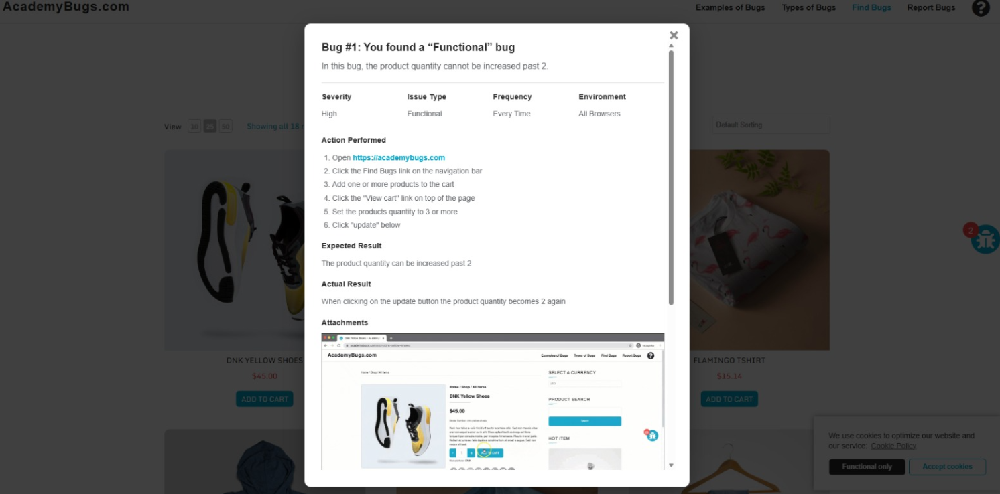 AcademyBugs.com
Examples of Bugs
Types of Bugs
Find Bugs
Report Bugs
?
Bug #1: You found a “Functional” bug
In this bug, the product quantity cannot be increased past 2.
Severity
Issue Type
Frequency
Environment
High
Functional
Every Time
All Browsers
Action Performed
1. Open https://academybugs.com
2. Click the Find Bugs link on the navigation bar
3. Add one or more products to the cart
4. Click the "View cart" link on top of the page
5. Set the products quantity to 3 or more
6. Click "update" below
Expected Result
The product quantity can be increased past 2
Actual Result
When clicking on the update button the product quantity becomes 2 again
Attachments
AcademyBugs.com
Examples of Bugs
Types of Bugs
Find Bugs
Report Bugs
?
Home / Shop / All Items
Home / Shop / All Items
DNK Yellow Shoes
$45.00
SELECT A CURRENCY
USD
PRODUCT SEARCH
Search
HOT ITEM
ADD TO CART
View
10
25
50
Showing all 18
Default Sorting
DNK YELLOW SHOES
$45.00
ADD TO CART
FLAMINGO TSHIRT
$15.14
ADD TO CART
2
We use cookies to optimize our website and
our service. Cookie Policy
Functional only
Accept cookies